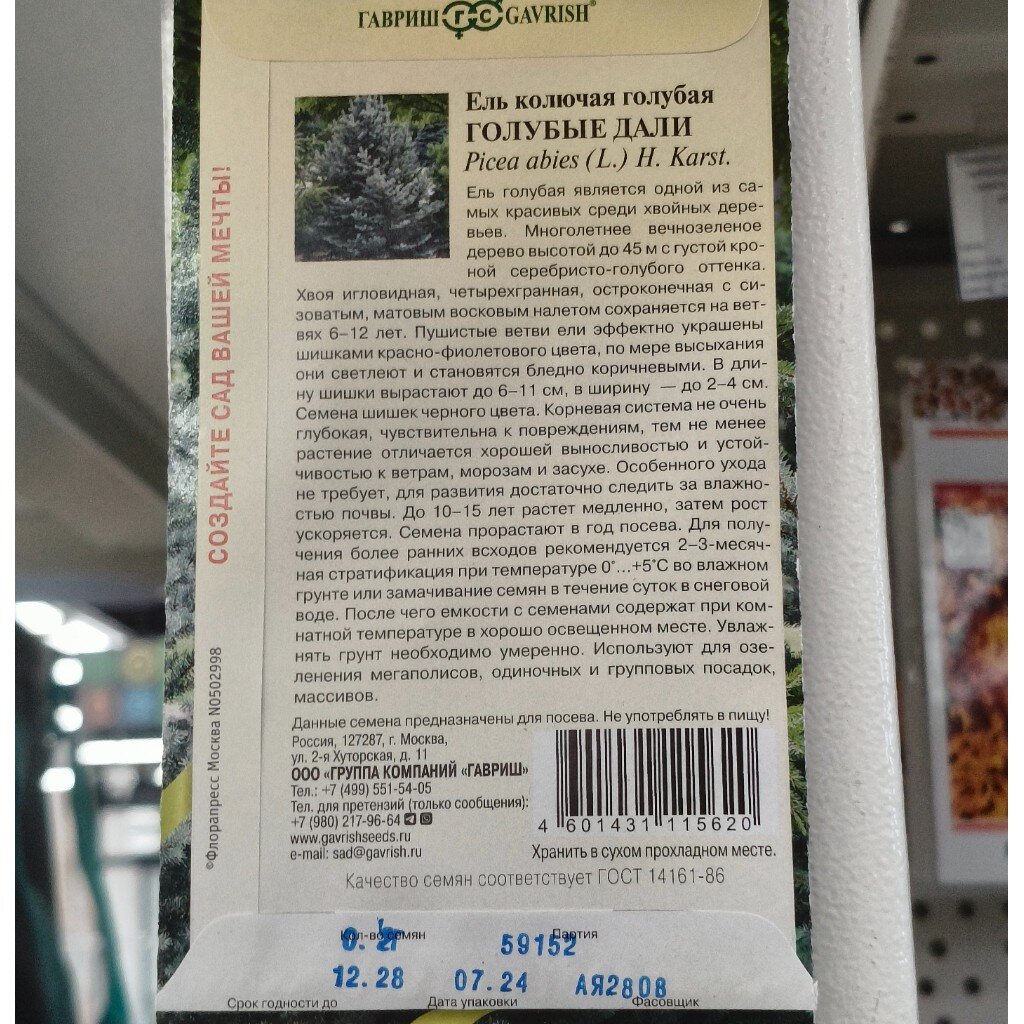 ГАВРИШ ГС GAVRISH®
СОЗДАЙТЕ САД ВАШЕЙ МЕЧТЫ!
Ель колючая голубая
ГОЛУБЫЕ ДАЛИ
Picea abies (L.) H. Karst.
Ель голубая является одной из са-
мых красивых среди хвойных дере-
вьев. Многолетнее вечнозеленое
дерево высотой до 45 м с густой кро-
ной серебристо-голубого оттенка.
Хвоя игловидная, четырехгранная, остроконечная с си-
зоватым, матовым восковым налетом сохраняется на вет-
вях 6–12 лет. Пушистые ветви ели эффектно украшены
шишками красно-фиолетового цвета, по мере высыхания
они светлеют и становятся бледно коричневыми. В дли-
ну шишки вырастают до 6–11 см, в ширину — до 2–4 см.
Семена шишек черного цвета. Корневая система не очень
глубокая, чувствительна к повреждениям, тем не менее
растение отличается хорошей выносливостью и устой-
чивостью к ветрам, морозам и засухе. Особенного ухода
не требует, для развития достаточно следить за влажно-
стью почвы. До 10–15 лет растет медленно, затем рост
ускоряется. Семена прорастают в год посева. Для полу-
чения более ранних всходов рекомендуется 2–3-месяч-
ная стратификация при температуре 0˚...+5˚С во влажном
грунте или замачивание семян в течение суток в снеговой
воде. После чего емкости с семенами содержат при ком-
натной температуре в хорошо освещенном месте. Увлаж-
нять грунт необходимо умеренно. Используют для озе-
ленения мегаполисов, одиночных и групповых посадок,
массивов.
Данные семена предназначены для посева. Не употреблять в пищу!
Россия, 127287, г. Москва,
ул. 2-я Хуторская, д. 11
ООО «ГРУППА КОМПАНИЙ «ГАВРИШ»
Тел.: +7 (499) 551-54-05
Тел. для претензий (только сообщения):
+7 (980) 217-96-64
www.gavrishseeds.ru
e-mail: sad@gavrish.ru
4 601431 115620
Хранить в сухом прохладном месте.
©Флорапресс Москва N0502998
Качество семян соответствует ГОСТ 14161-86
Кол-во семян Партия
59152
12.28 07.24 АЯ2808
Срок годности до Дата упаковки Фасовщик